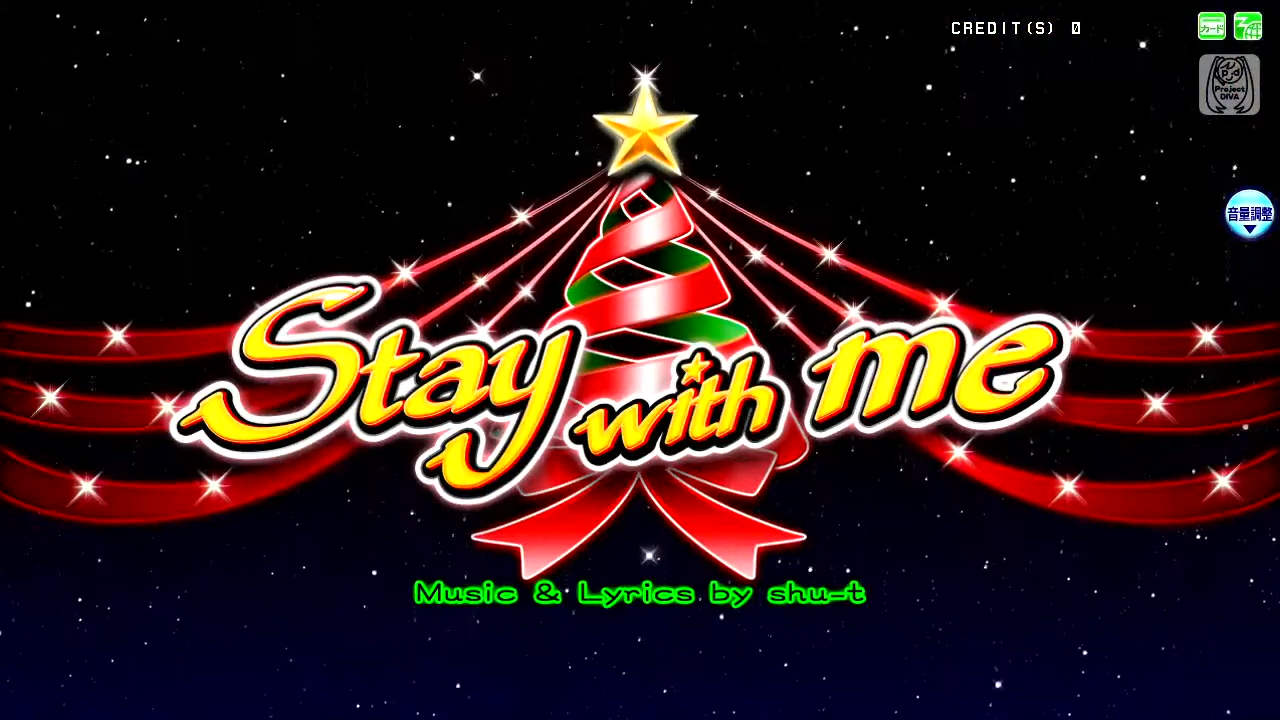 CREDIT(S) 0
カード
Project
DIVA
音量調整
Stay with me
Music & Lyrics by shu-t